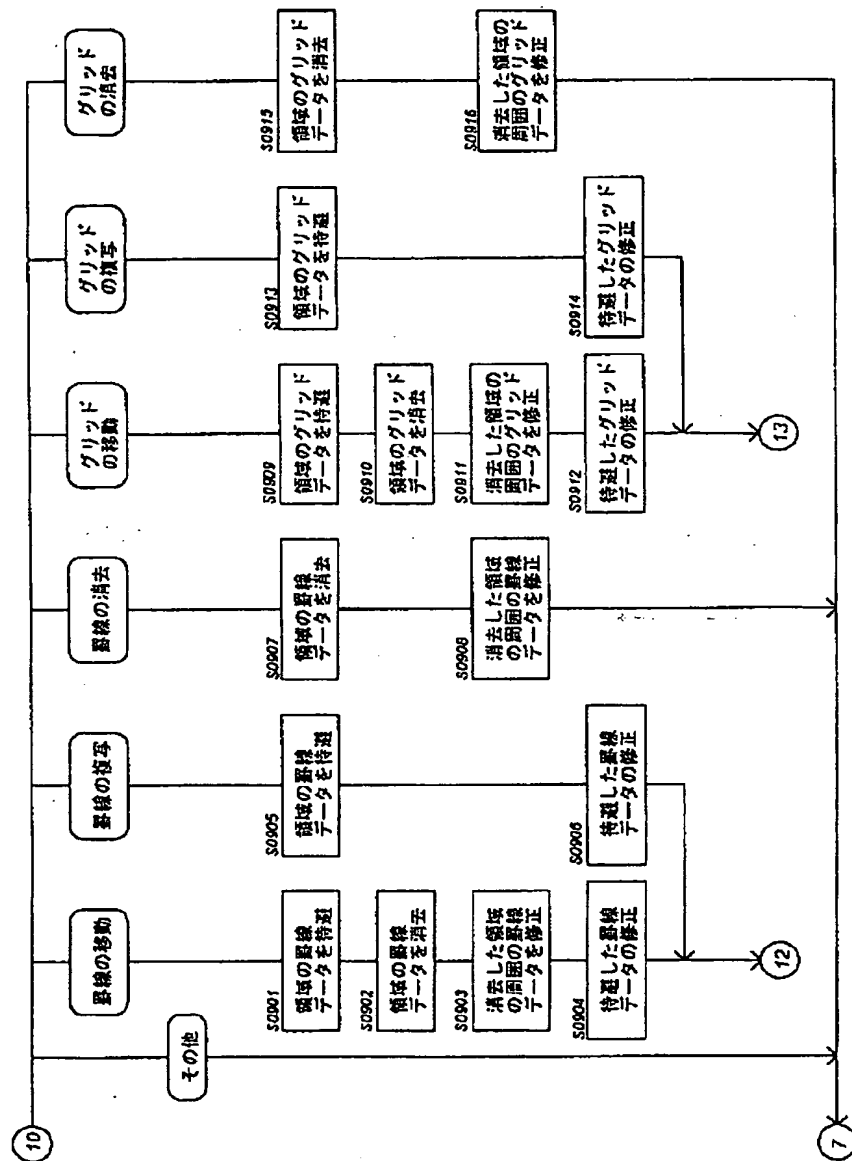 10
その他
罫線の移動
S0901
領域の罫線
データを待避
S0902
領域の罫線
データを消去
S0903
消去した領域
の周囲の罫線
データを修正
S0904
待避した罫線
データの修正
12
罫線の複写
S0905
領域の罫線
データを待避
S0906
待避した罫線
データの修正
罫線の消去
S0907
領域の罫線
データを消去
S0908
消去した領域
の周囲の罫線
データを修正
グリッド
の移動
S0909
領域のグリッド
データを待避
S0910
領域のグリッド
データを消去
S0911
消去した領域の
周囲のグリッド
データを修正
S0912
待避したグリッド
データの修正
13
グリッド
の複写
S0913
領域のグリッド
データを待避
S0914
待避したグリッド
データの修正
グリッド
の消去
S0915
領域のグリッド
データを消去
S0916
消去した領域の
周囲のグリッド
データを修正
7